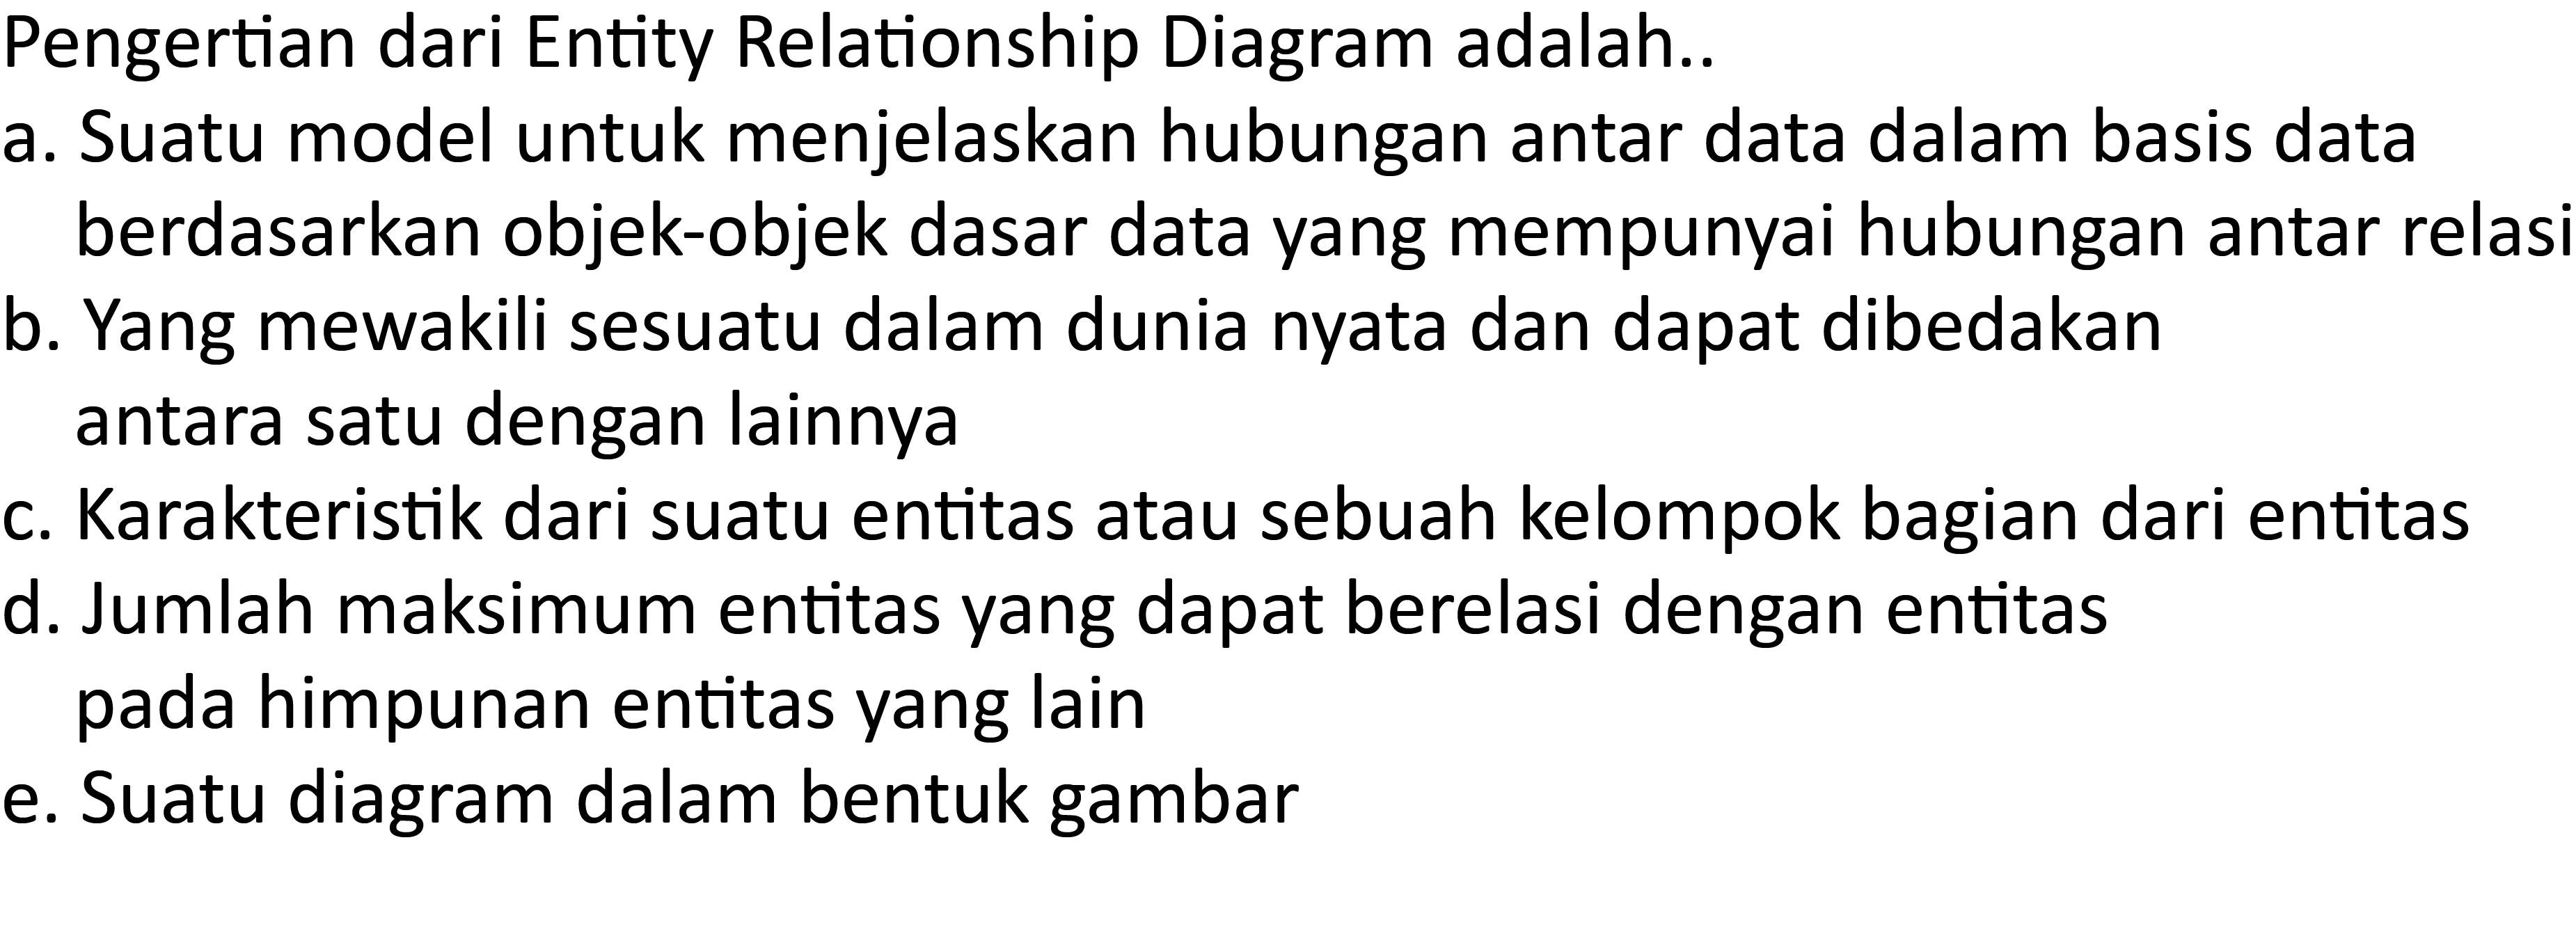 Pengertian dari Entity Relationship Diagram adalah..
a. Suatu model untuk menjelaskan hubungan antar data dalam basis data
berdasarkan objek-objek dasar data yang mempunyai hubungan antar relasi
b. Yang mewakili sesuatu dalam dunia nyata dan dapat dibedakan
antara satu dengan lainnya
c. Karakteristik dari suatu entitas atau sebuah kelompok bagian dari entitas
d. Jumlah maksimum entitas yang dapat berelasi dengan entitas
pada himpunan entitas yang lain
e. Suatu diagram dalam bentuk gambar